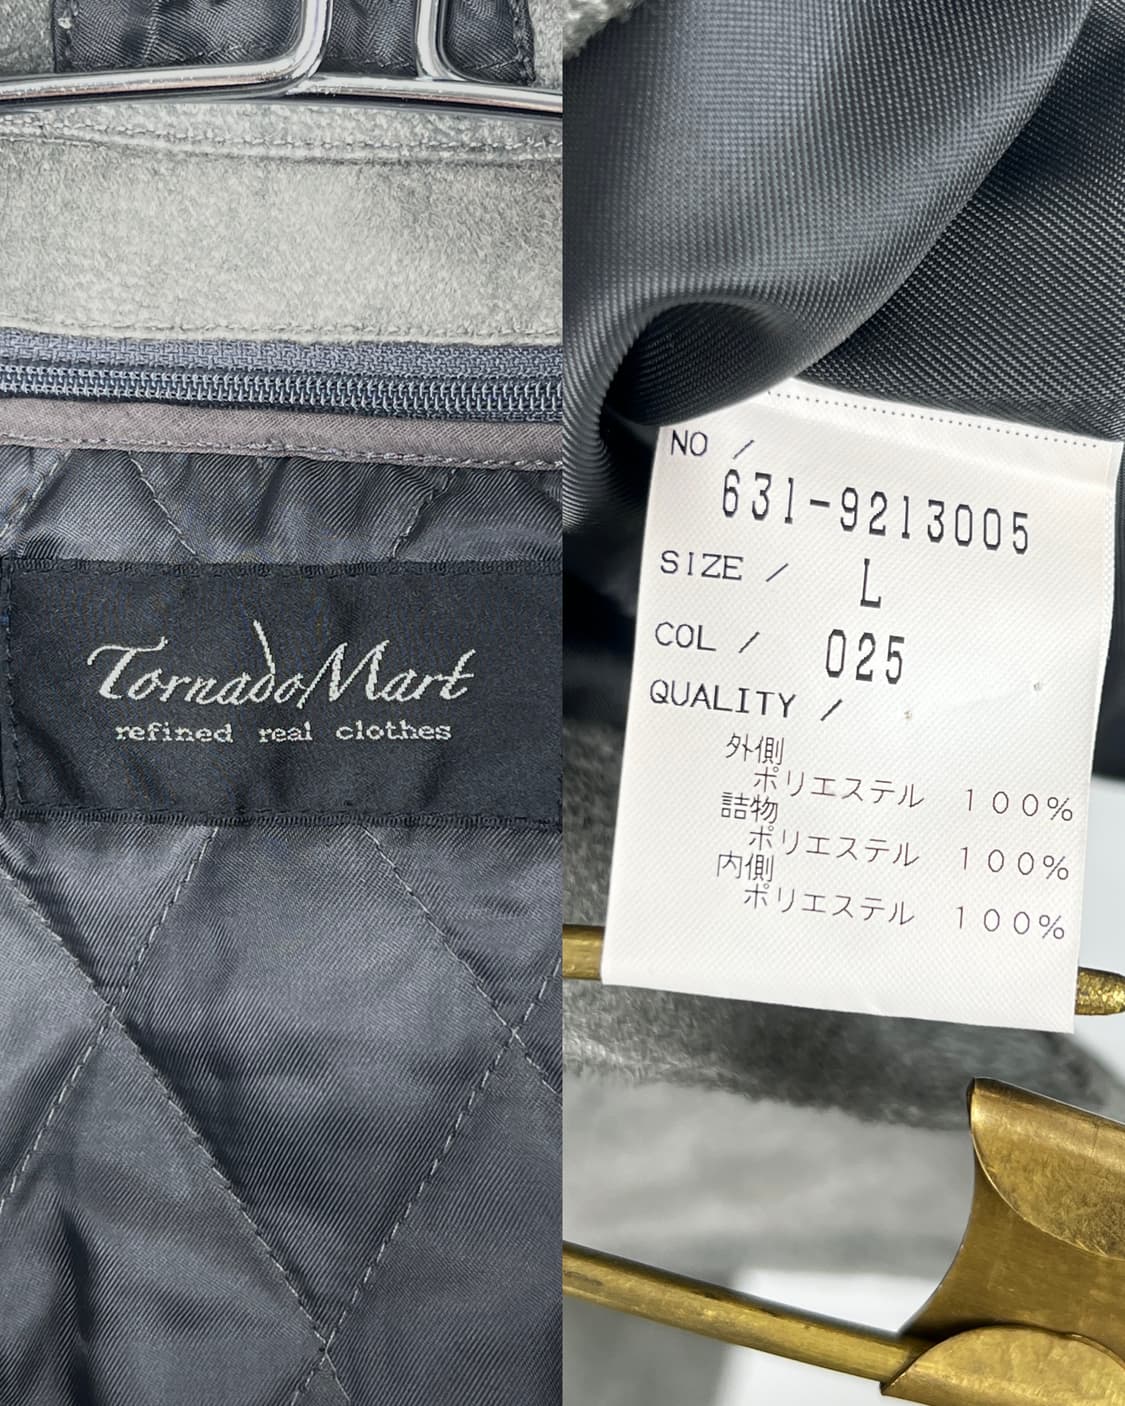 TornadoMart
refined real clothes
NO /
631-9213005
SIZE / L
COL / 025
QUALITY /
外側
ポリエステル 100%
詰物
ポリエステル 100%
内側
ポリエステル 100%